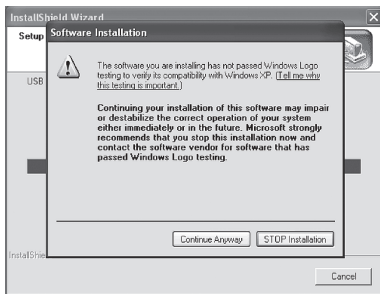 InstallShield Wizard
Setup
Software Installation
The software you are installing has not passed Windows Logo
testing to verify its compatibility with Windows XP. (Tell me why
this testing is important.)
USB
Continuing your installation of this software may impair
or destabilize the correct operation of your system
either immediately or in the future. Microsoft strongly
recommends that you stop this installation now and
contact the software vendor for software that has
passed Windows Logo testing.
Continue Anyway
STOP Installation
InstallShie
Cancel